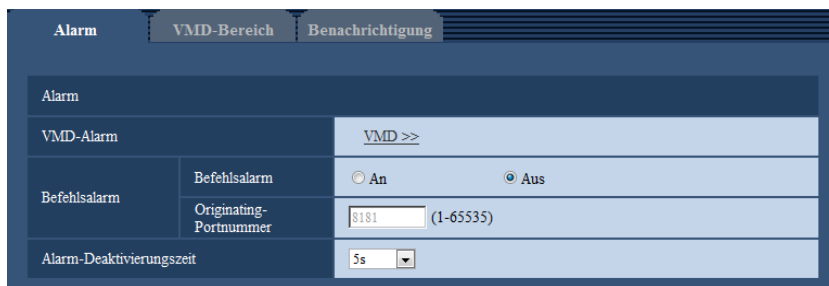 Alarm VMD-Bereich Benachrichtigung
Alarm
VMD-Alarm VMD >>
Befehlsalarm
Befehlsalarm An Aus
Originating-
Portnummer
8181 (1-65535)
Alarm-Deaktivierungszeit 5s